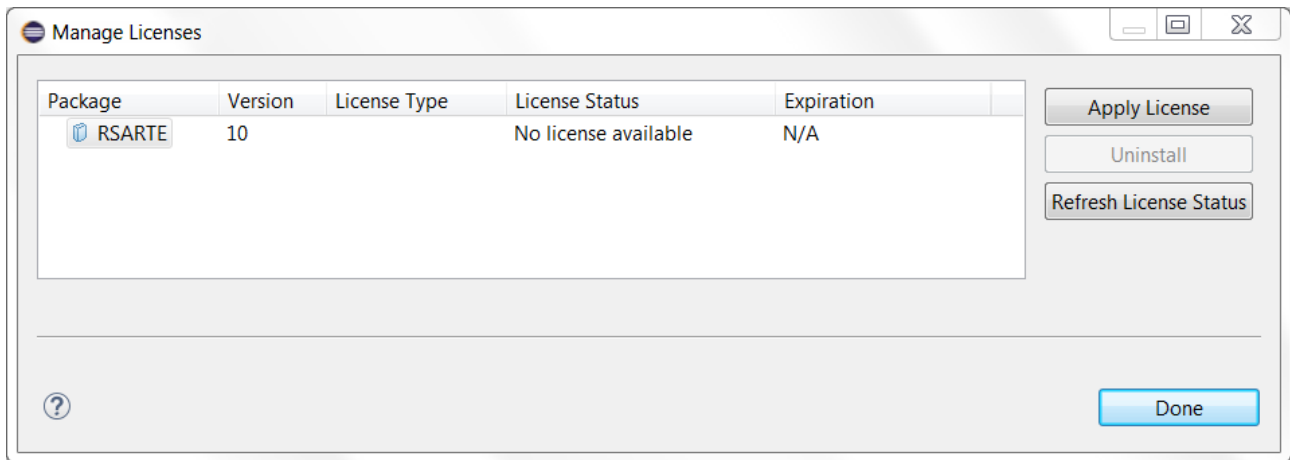 Manage Licenses
Package Version License Type License Status Expiration
RSARTE 10 No license available N/A
Apply License
Uninstall
Refresh License Status
?
Done